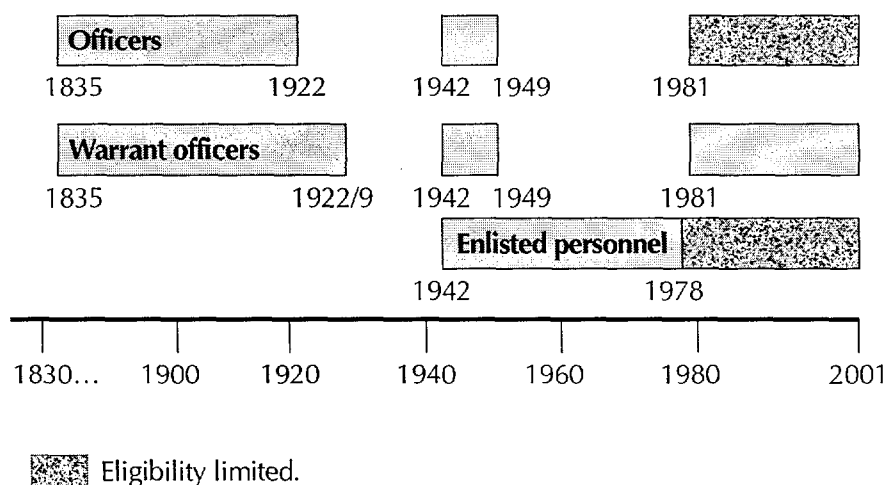 Officers
1835 1922 1942 1949 1981
Warrant officers
1835 1922/9 1942 1949 1981
Enlisted personnel
1942 1978
1830... 1900 1920 1940 1960 1980 2001
Eligibility limited.